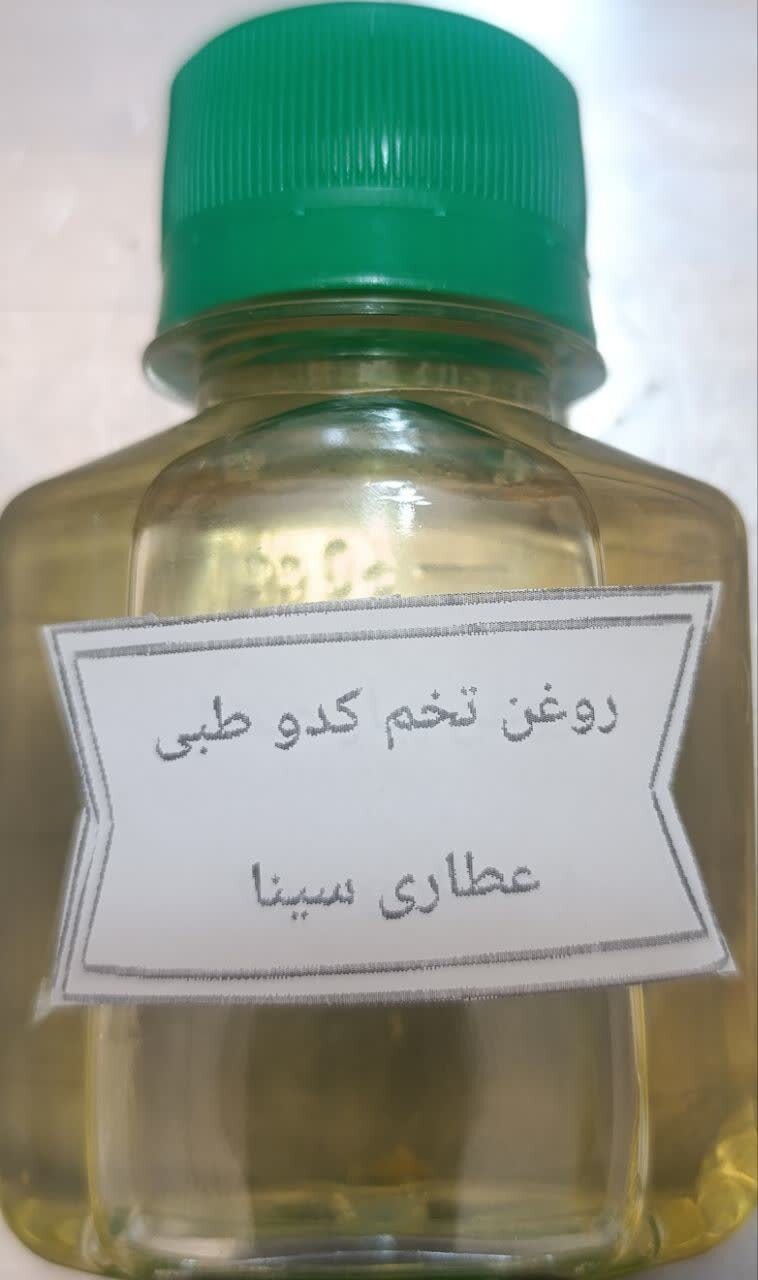 روغن تخم کدو طبی
عطاری سینا